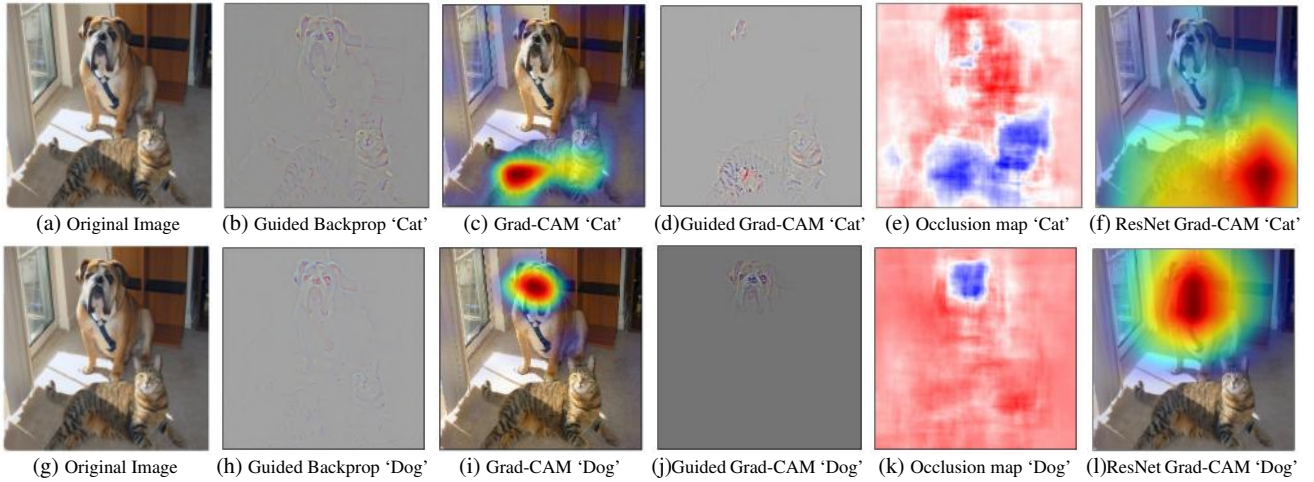 (a) Original Image (b) Guided Backprop ‘Cat’ (c) Grad-CAM ‘Cat’ (d)Guided Grad-CAM ‘Cat’ (e) Occlusion map ‘Cat’ (f) ResNet Grad-CAM ‘Cat’
(g) Original Image (h) Guided Backprop ‘Dog’ (i) Grad-CAM ‘Dog’ (j)Guided Grad-CAM ‘Dog’ (k) Occlusion map ‘Dog’ (l)ResNet Grad-CAM ‘Dog’